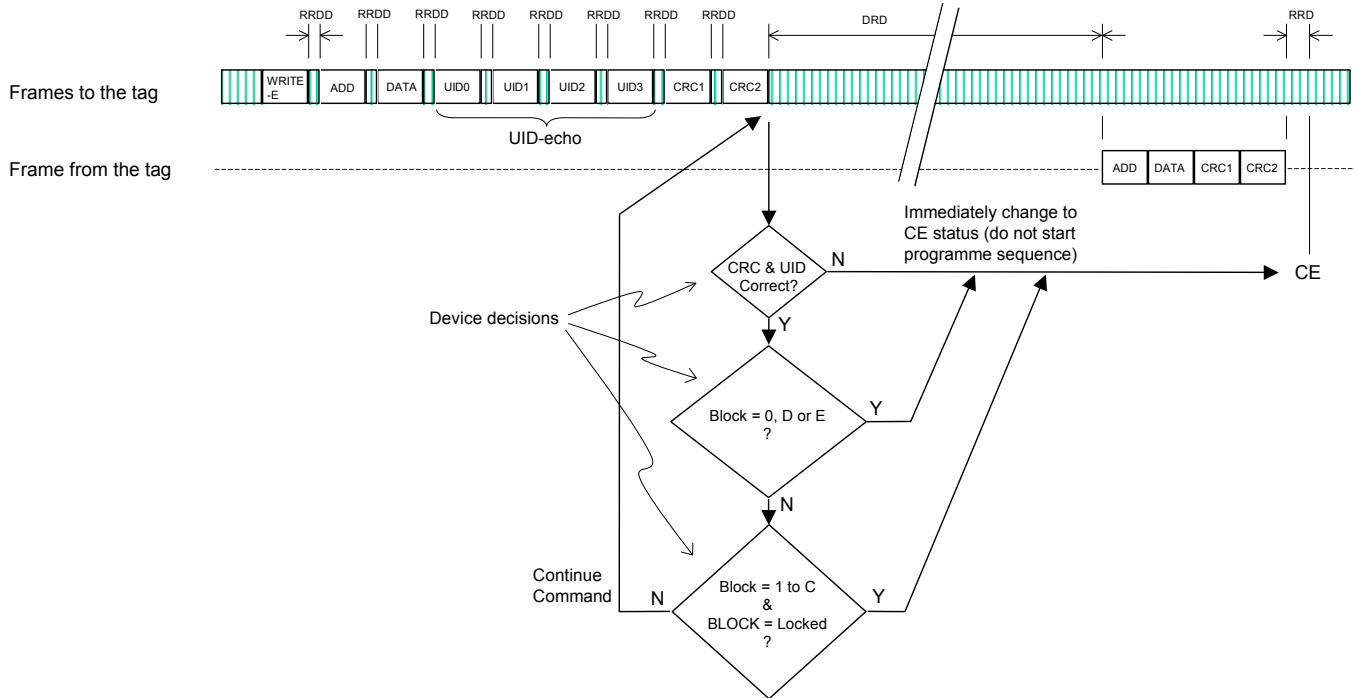 RRDD RRDD RRDD RRDD RRDD RRDD RRDD RRDD DRD RRD
Frames to the tag
WRITE
-E
ADD DATA UID0 UID1 UID2 UID3 CRC1 CRC2
UID-echo
Frame from the tag
ADD DATA CRC1 CRC2
Immediately change to
CE status (do not start
programme sequence)
CRC & UID
Correct?
N
CE
Device decisions
Y
Block = 0, D or E
?
Y
N
Continue
Command
N
Block = 1 to C
&
BLOCK = Locked
?
Y